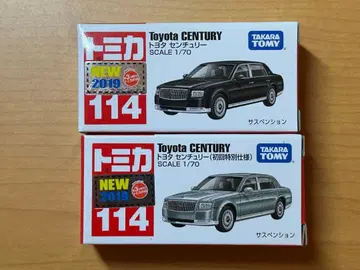 トミカ
Toyota CENTURY
トヨタ センチュリー
SCALE 1/70
TAKARA
TOMY
NEW
2019
114
サスペンション
トミカ
Toyota CENTURY
トヨタ センチュリー(初回特別仕様)
SCALE 1/70
TAKARA
TOMY
NEW
2019
114
サスペンション